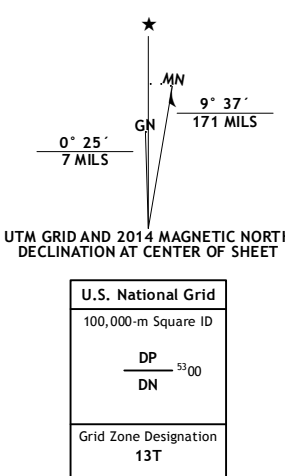 MN
GN
9° 37´
171 MILS
0° 25´
7 MILS
UTM GRID AND 2014 MAGNETIC NORTH
DECLINATION AT CENTER OF SHEET
U.S. National Grid
100,000-m Square ID
DP
5300
DN
Grid Zone Designation
13T